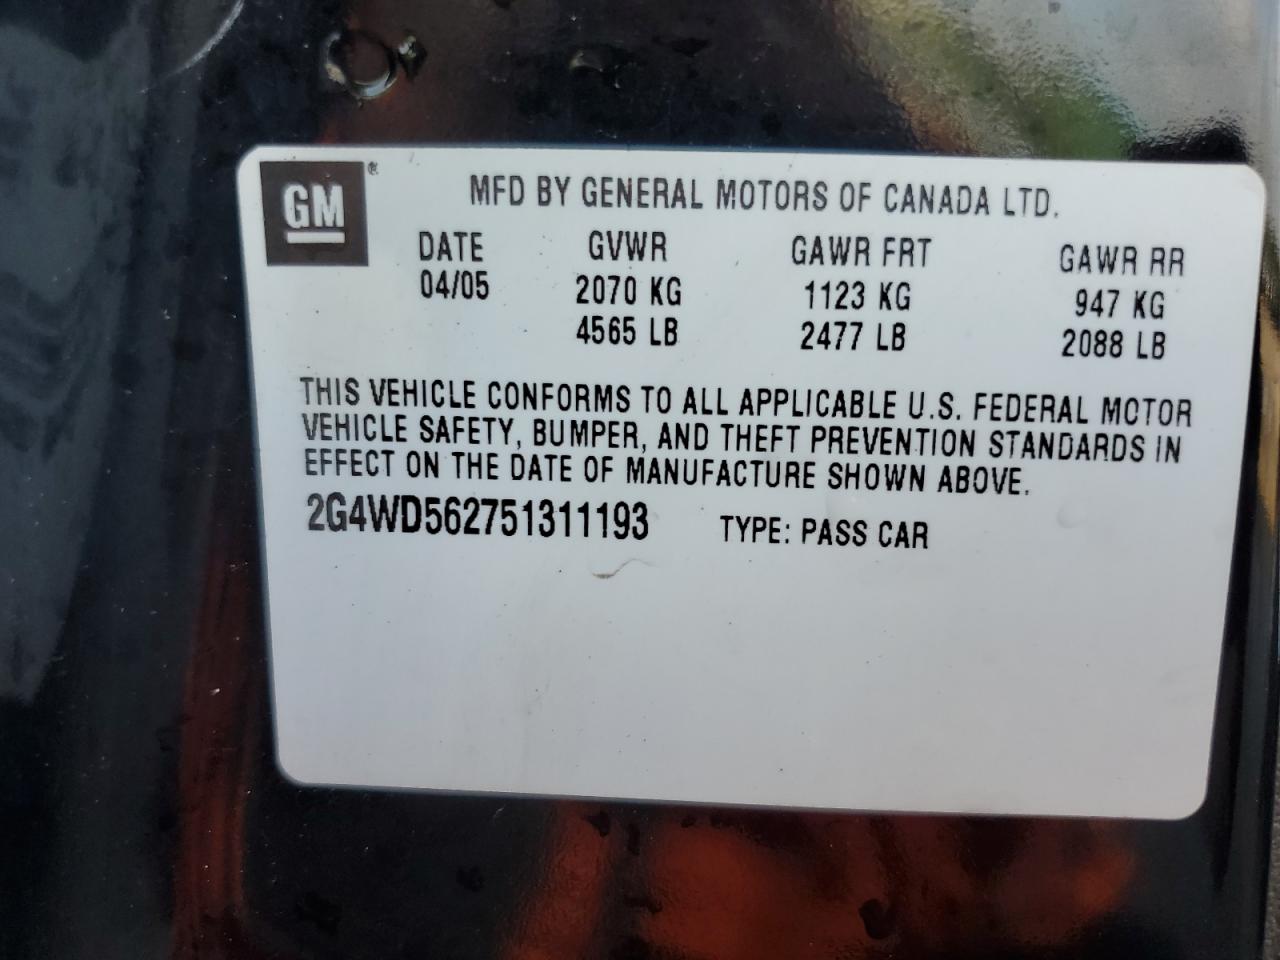 GM®
MFD BY GENERAL MOTORS OF CANADA LTD.
DATE GVWR GAWR FRT GAWR RR
04/05 2070 KG 1123 KG 947 KG
4565 LB 2477 LB 2088 LB
THIS VEHICLE CONFORMS TO ALL APPLICABLE U.S. FEDERAL MOTOR
VEHICLE SAFETY, BUMPER, AND THEFT PREVENTION STANDARDS IN
EFFECT ON THE DATE OF MANUFACTURE SHOWN ABOVE.
2G4WD562751311193 TYPE: PASS CAR